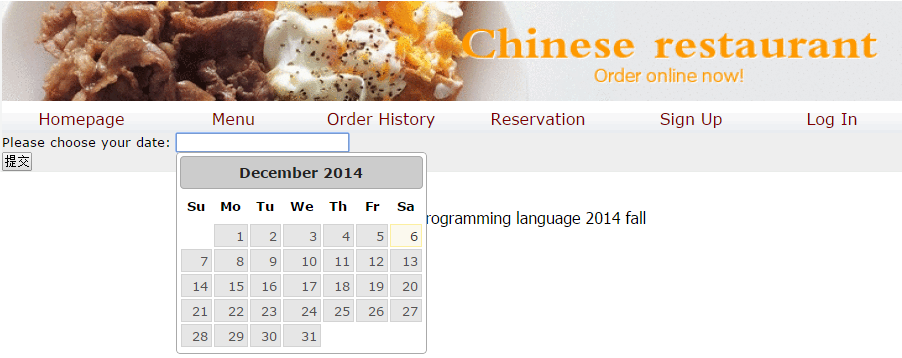 Chinese restaurant
Order online now!
Homepage Menu Order History Reservation Sign Up Log In
Please choose your date:
提交
December 2014
Su Mo Tu We Th Fr Sa
1 2 3 4 5 6
7 8 9 10 11 12 13
14 15 16 17 18 19 20
21 22 23 24 25 26 27
28 29 30 31
rogramming language 2014 fall